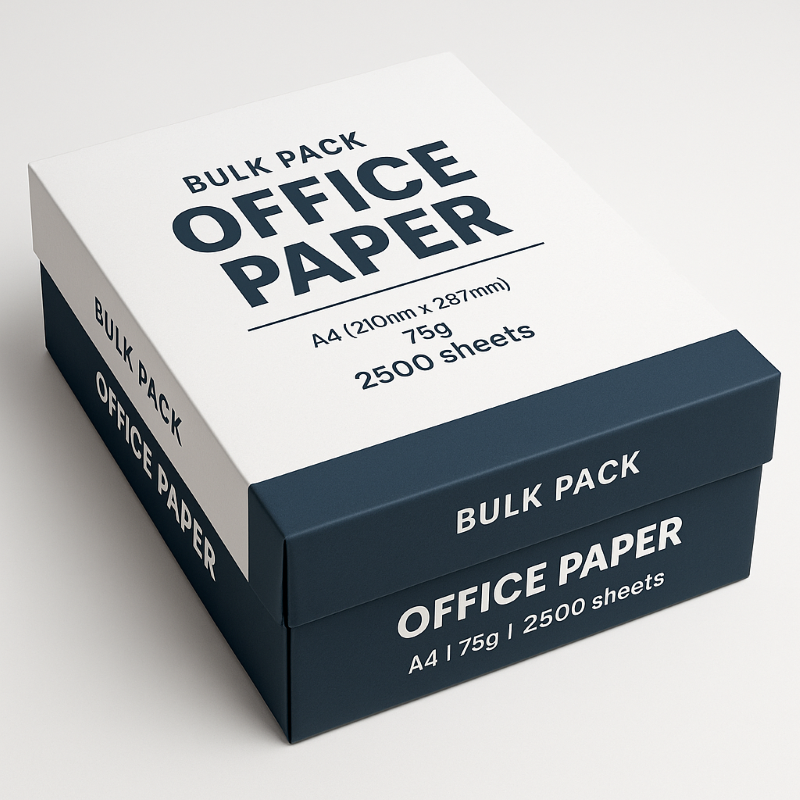 BULK PACK
OFFICE
PAPER
A4 (210nm x 287mm)
75g
2500 sheets
BULK PACK
OFFICE PAPER
BULK PACK
OFFICE PAPER
A4 | 75g | 2500 sheets